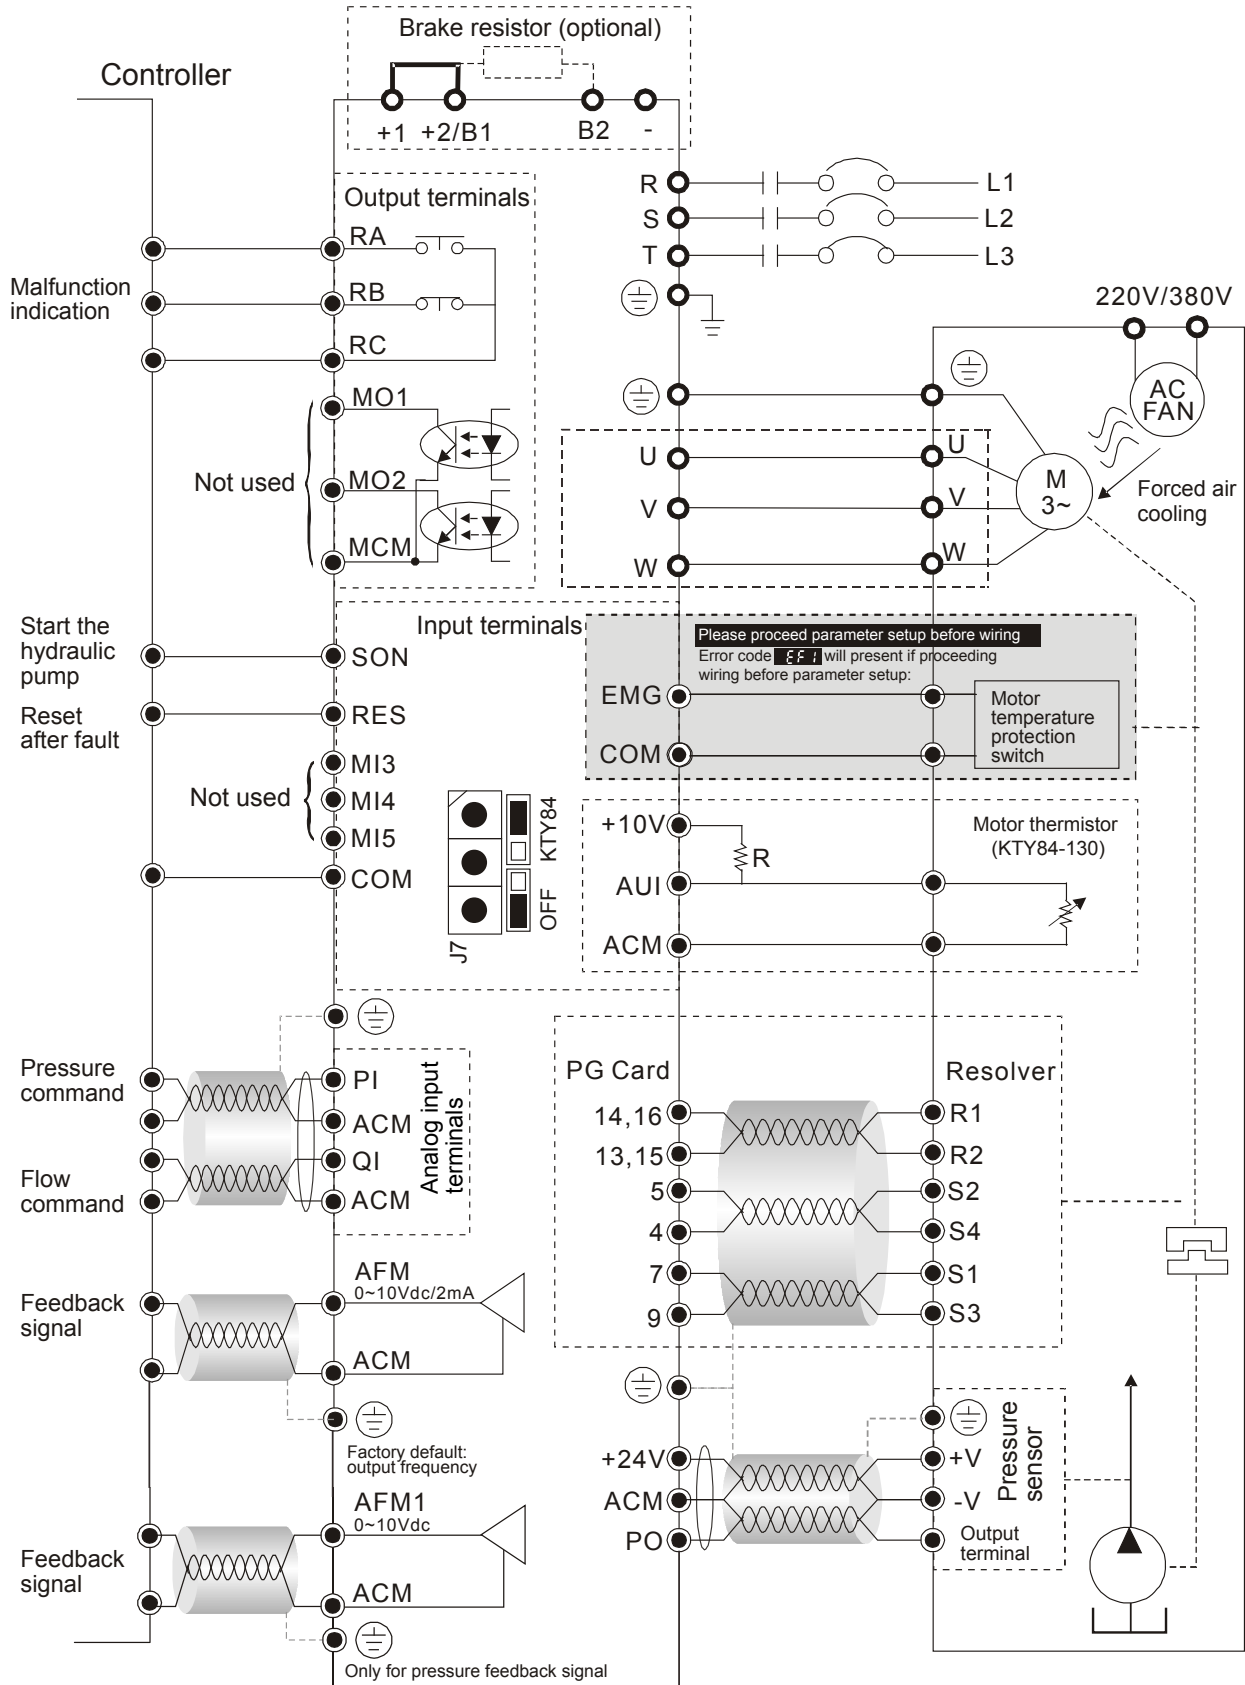 Brake resistor (optional)
Controller
+1 +2/B1 B2 -
R
S
T
L1
L2
L3
Output terminals
RA
RB
RC
Malfunction
indication
MO1
MO2
MCM
Not used
220V/380V
AC
FAN
U
V
W
U
V
W
M
3~
Forced air
cooling
Start the
hydraulic
pump
Reset
after fault
Not used
Input terminals
SON
RES
MI3
MI4
MI5
COM
J7
OFF
KTY84
Please proceed parameter setup before wiring
Error code EF1 will present if proceeding
wiring before parameter setup:
EMG
COM
Motor
temperature
protection
switch
+10V
R
AUI
ACM
Motor thermistor
(KTY84-130)
Pressure
command
Flow
command
PI
ACM
QI
ACM
Analog input
terminals
PG Card
Resolver
14,16
13,15
5
4
7
9
R1
R2
S2
S4
S1
S3
Feedback
signal
AFM
0~10Vdc/2mA
ACM
Factory default:
output frequency
Feedback
signal
AFM1
0~10Vdc
ACM
Only for pressure feedback signal
+24V
ACM
PO
+V
-V
Output
terminal
Pressure
sensor